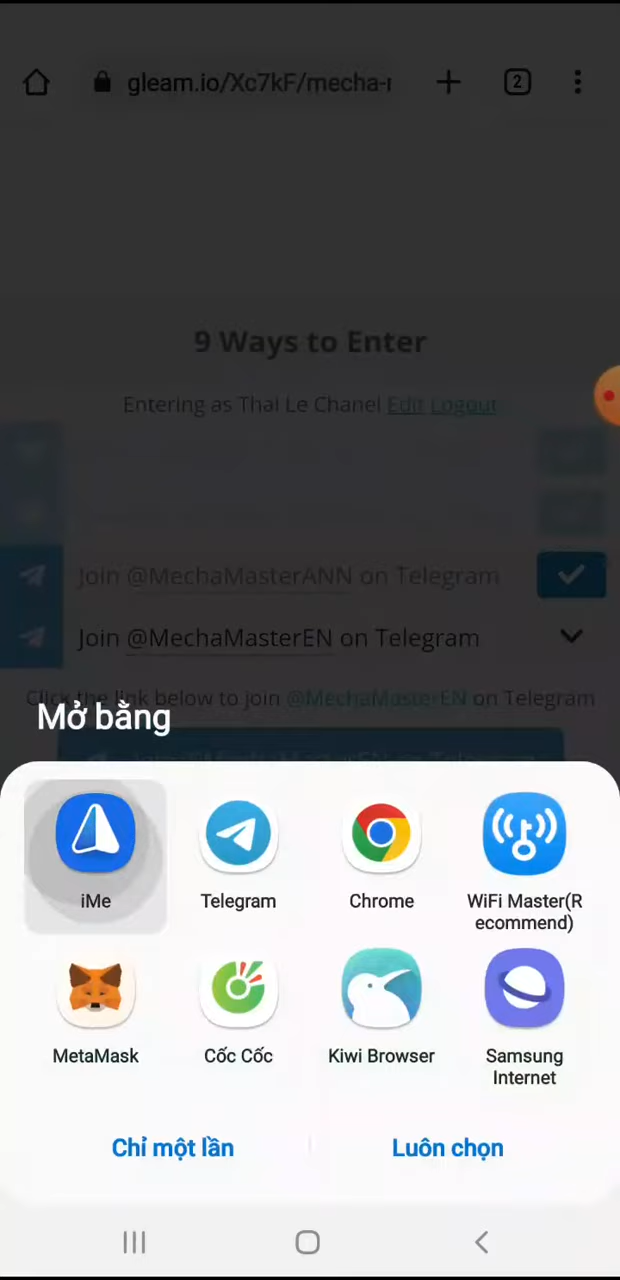 2
gleam.io/Xc7kF/mecha-r
9 Ways to Enter
Entering as Thai Le Chanel Edit Logout
Join @MechaMasterANN on Telegram
Join @MechaMasterEN on Telegram
Click the link below to join @MechaMasterEN on Telegram
Mở bằng
iMe
Telegram
Chrome
WiFi Master(R
ecommend)
MetaMask
Cốc Cốc
Kiwi Browser
Samsung
Internet
Chỉ một lần
Luôn chọn